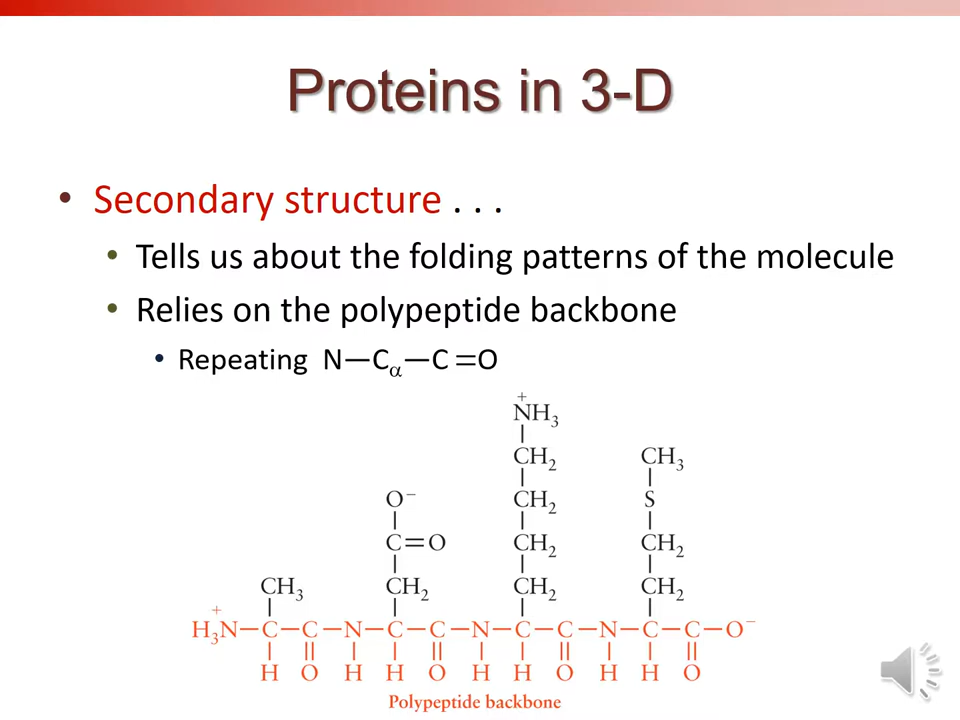 Proteins in 3-D
• Secondary structure . . .
• Tells us about the folding patterns of the molecule
• Relies on the polypeptide backbone
• Repeating N—Cα—C=O
+
NH3
CH2 CH3
O− CH2 S
C=O CH2 CH2
CH3 CH2 CH2 CH2
+
H3N—C—C—N—C—C—N—C—C—N—C—C—O−
H O H H O H H O H H O
Polypeptide backbone